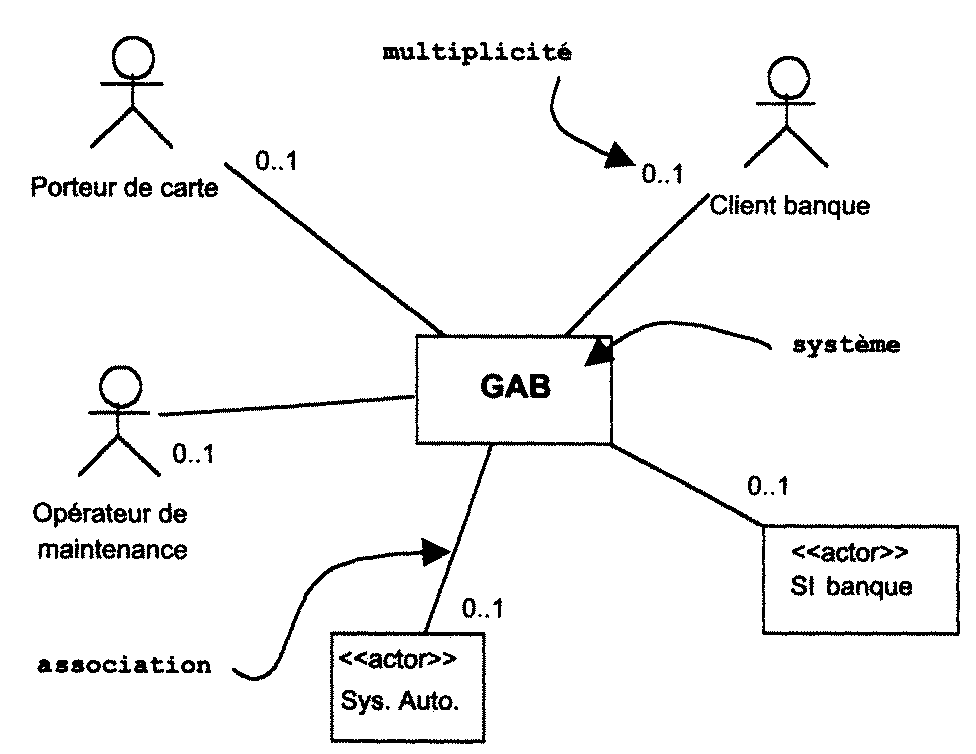 multiplicité
0..1
Porteur de carte
0..1
Client banque
système
GAB
0..1
Opérateur de
maintenance
0..1
<<actor>>
SI banque
0..1
association
<<actor>>
Sys. Auto.